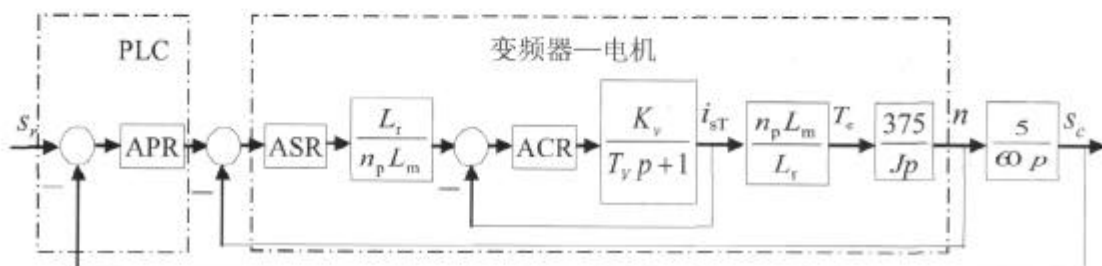 PLC
变频器—电机
s_r
APR
ASR
L_r
n_p L_m
ACR
K_v
T_V p+1
i_sT
n_p L_m
L_r
T_e
375
Jp
n
5
60 p
s_c